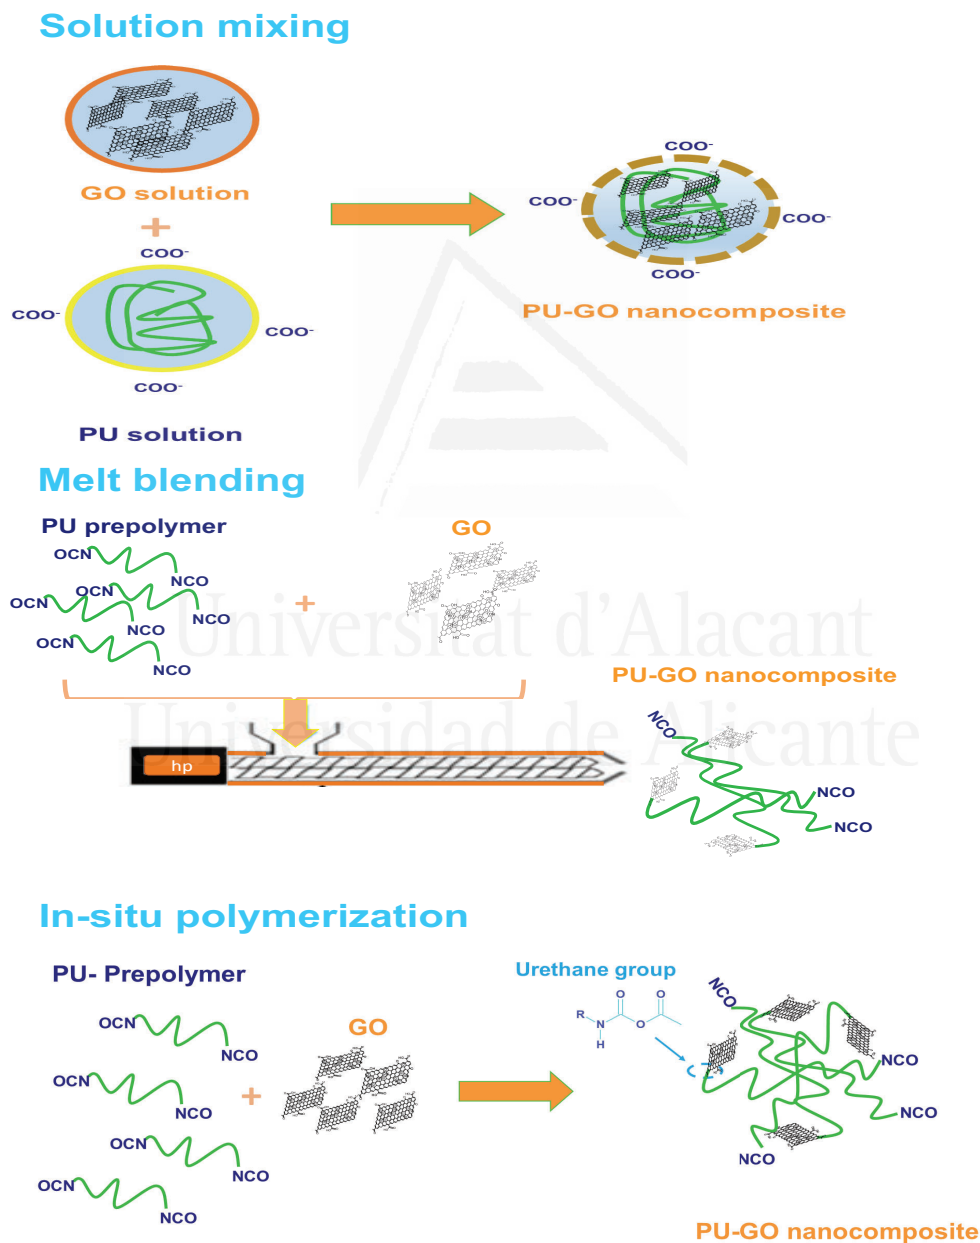 Solution mixing
GO solution
+
COO-
COO-
COO-
COO-
PU solution
COO-
COO-
COO-
COO-
PU-GO nanocomposite
Melt blending
PU prepolymer
GO
OCN
NCO
OCN
NCO
OCN
NCO
OCN
NCO
+
Universitat d'Alacant
Universidad de Alicante
hp
PU-GO nanocomposite
NCO
NCO
NCO
In-situ polymerization
PU- Prepolymer
OCN
NCO
OCN
NCO
OCN
NCO
OCN
NCO
+
GO
Urethane group
O
O
R
N
O
H
NCO
NCO
NCO
NCO
PU-GO nanocomposite